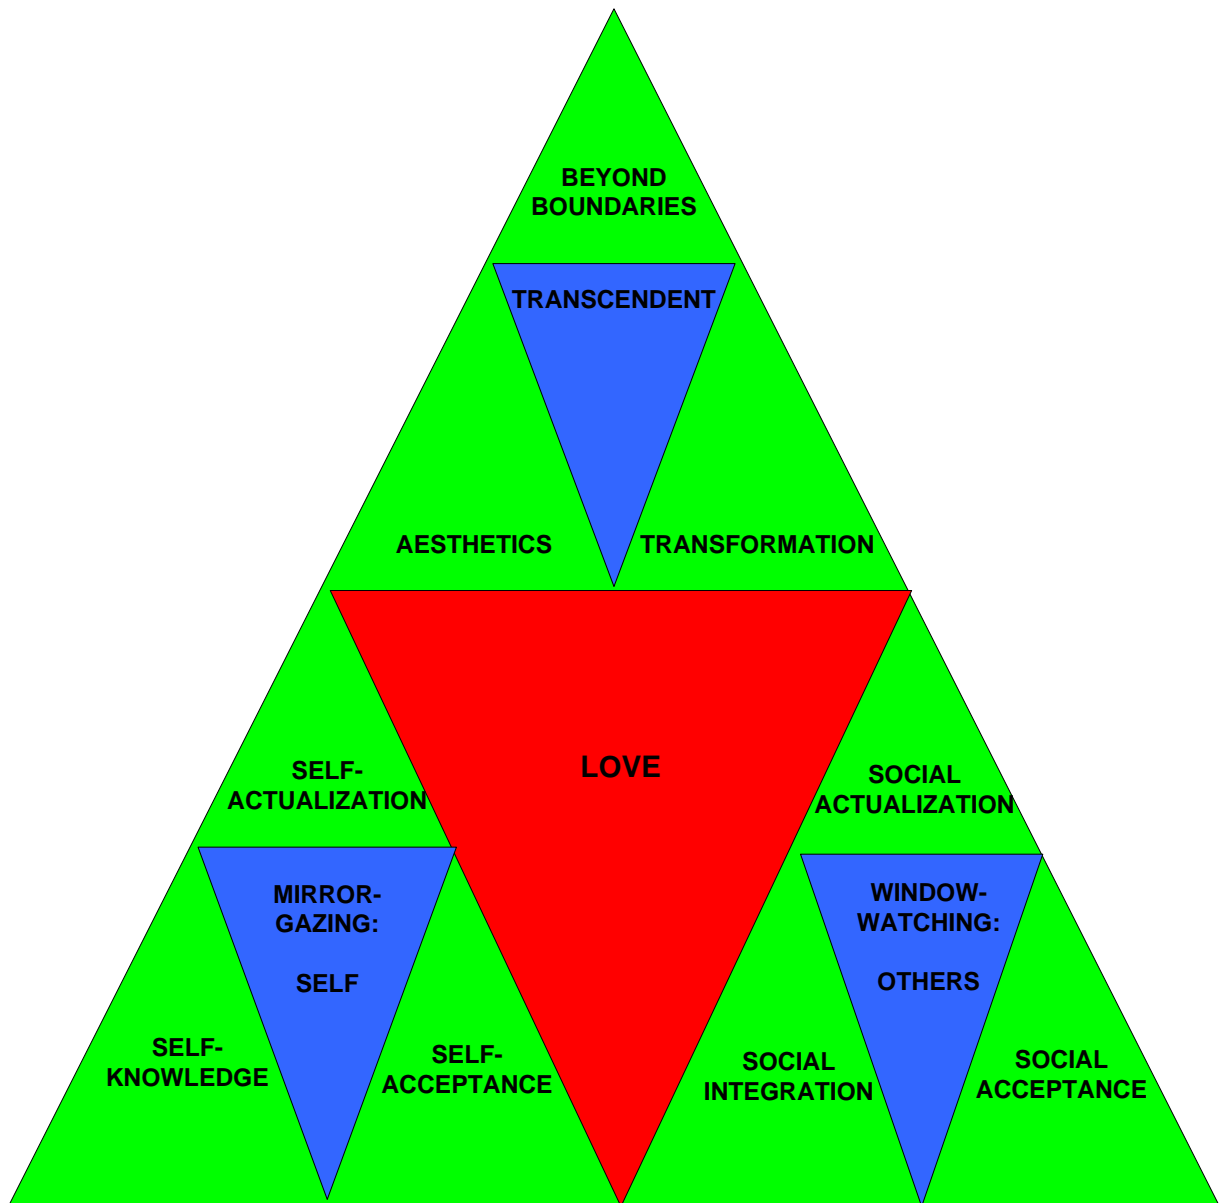 BEYOND
BOUNDARIES
TRANSCENDENT
AESTHETICS
TRANSFORMATION
LOVE
SELF-
ACTUALIZATION
SOCIAL
ACTUALIZATION
MIRROR-
GAZING:
SELF
WINDOW-
WATCHING:
OTHERS
SELF-
KNOWLEDGE
SELF-
ACCEPTANCE
SOCIAL
INTEGRATION
SOCIAL
ACCEPTANCE